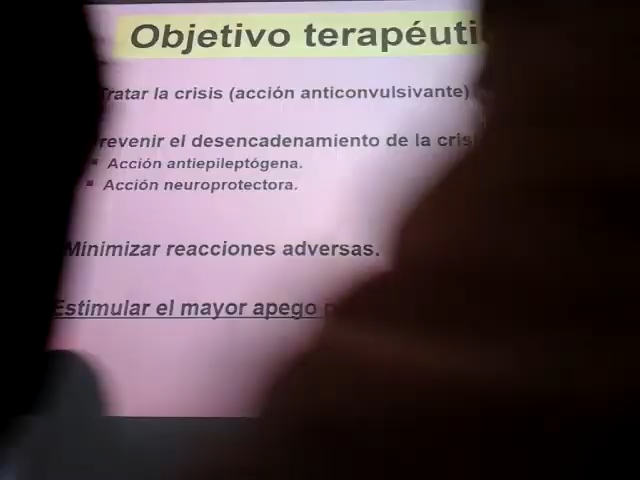 Objetivo terapéuti
Tratar la crisis (acción anticonvulsivante)
revenir el desencadenamiento de la cris
▪ Acción antiepileptógena.
▪ Acción neuroprotectora.
Minimizar reacciones adversas.
Estimular el mayor apego